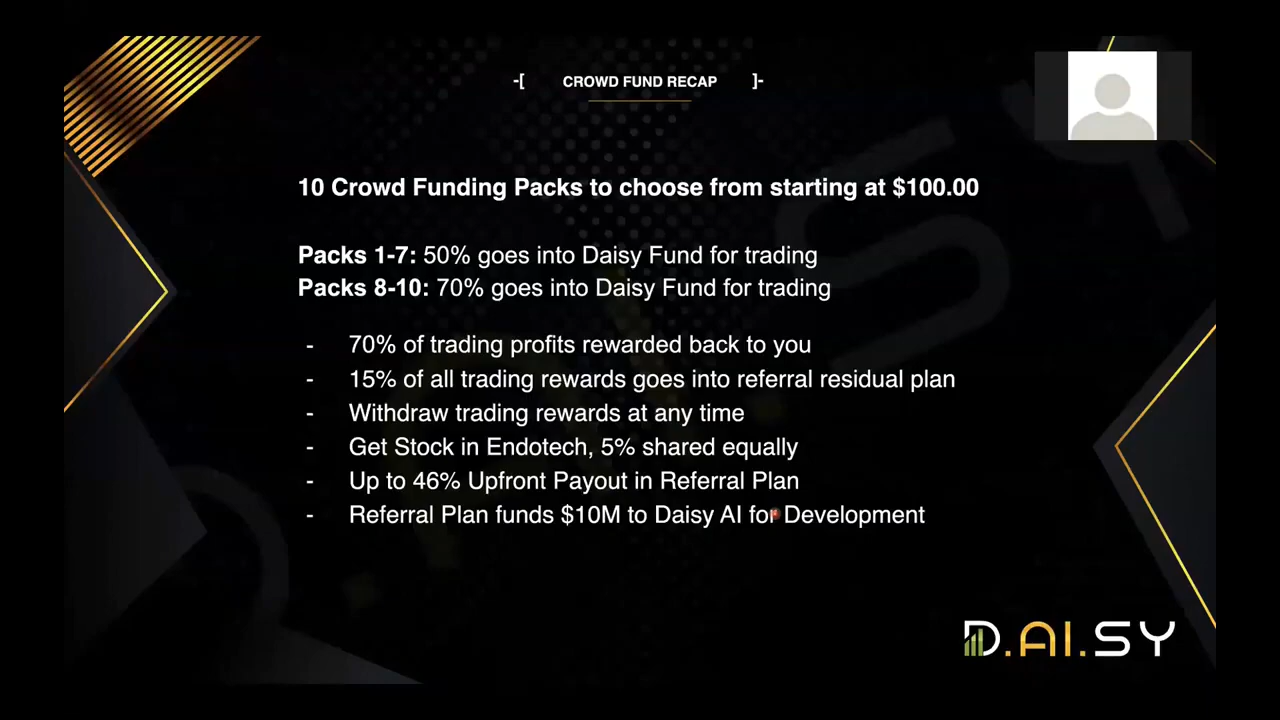 -[ CROWD FUND RECAP ]-
10 Crowd Funding Packs to choose from starting at $100.00
Packs 1-7: 50% goes into Daisy Fund for trading
Packs 8-10: 70% goes into Daisy Fund for trading
- 70% of trading profits rewarded back to you
- 15% of all trading rewards goes into referral residual plan
- Withdraw trading rewards at any time
- Get Stock in Endotech, 5% shared equally
- Up to 46% Upfront Payout in Referral Plan
- Referral Plan funds $10M to Daisy AI for Development
D.AI.SY